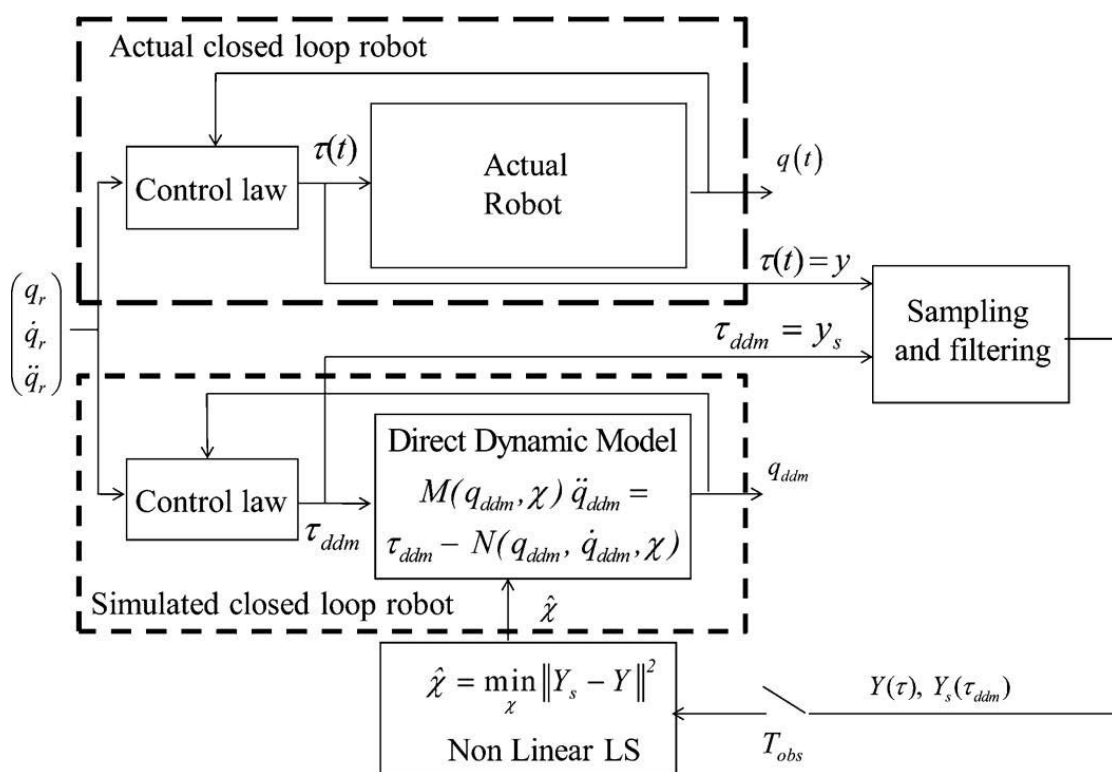 Actual closed loop robot
τ(t)
Control law
Actual
Robot
q(t)
τ(t) = y
q_r
q̇_r
q̈_r
Sampling
and filtering
τ_ddm = y_s
Direct Dynamic Model
M(q_ddm, χ) q̈_ddm =
τ_ddm − N(q_ddm, q̇_ddm, χ)
Control law
τ_ddm
q_ddm
Simulated closed loop robot
χ̂
χ̂ = min_χ ‖Y_s − Y‖²
Non Linear LS
Y(τ), Y_s(τ_ddm)
T_obs